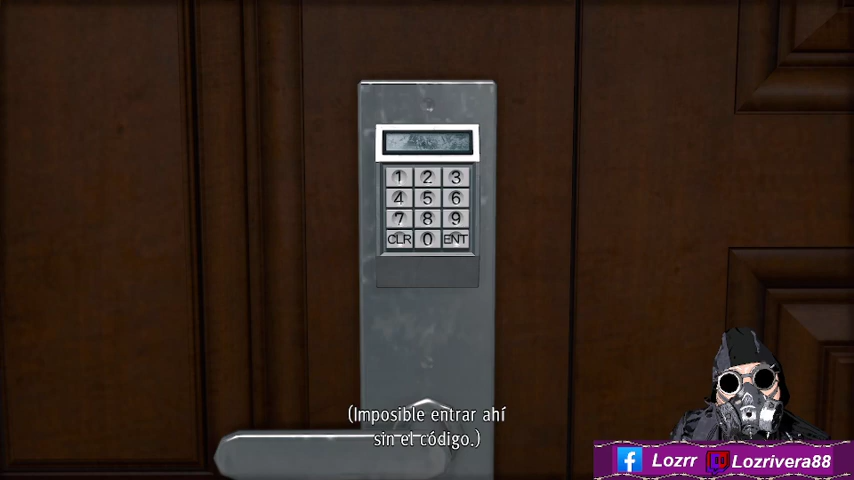 1 2 3
4 5 6
7 8 9
CLR 0 ENT
(Imposible entrar ahí
sin el código.)
Lozrr Lozrivera88